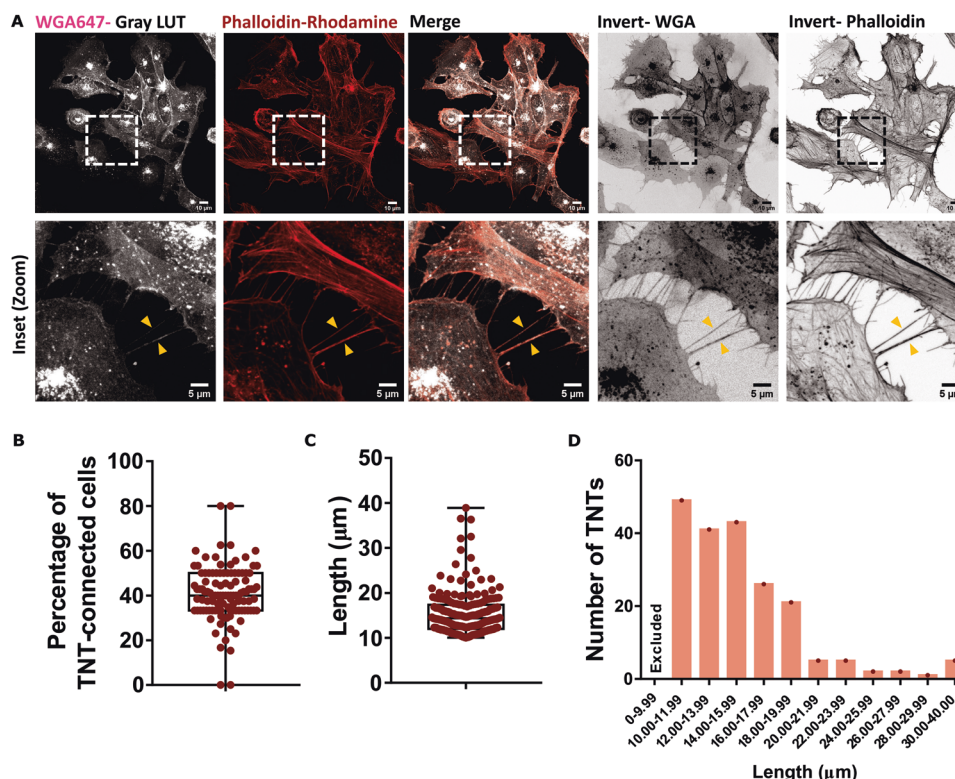 A
WGA647- Gray LUT
Phalloidin-Rhodamine
Merge
Invert- WGA
Invert- Phalloidin
10 µm
10 µm
10 µm
10 µm
10 µm
Inset (Zoom)
5 µm
5 µm
5 µm
5 µm
5 µm
B
Percentage of
TNT-connected cells
100
80
60
40
20
0
C
Length (µm)
50
40
30
20
10
0
D
Number of TNTs
60
40
20
0
Excluded
0-9.99
10.00-11.99
12.00-13.99
14.00-15.99
16.00-17.99
18.00-19.99
20.00-21.99
22.00-23.99
24.00-25.99
26.00-27.99
28.00-29.99
30.00-40.00
Length (µm)